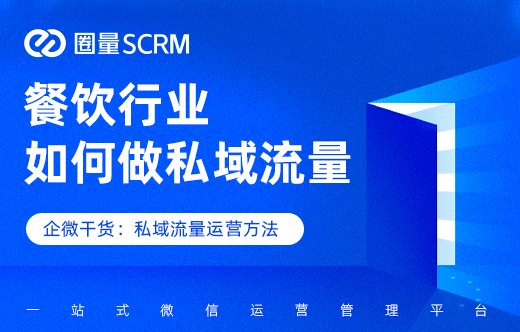 圈量SCRM
餐饮行业
如何做私域流量
企微干货：私域流量运营方法
一站式微信运营管理平台